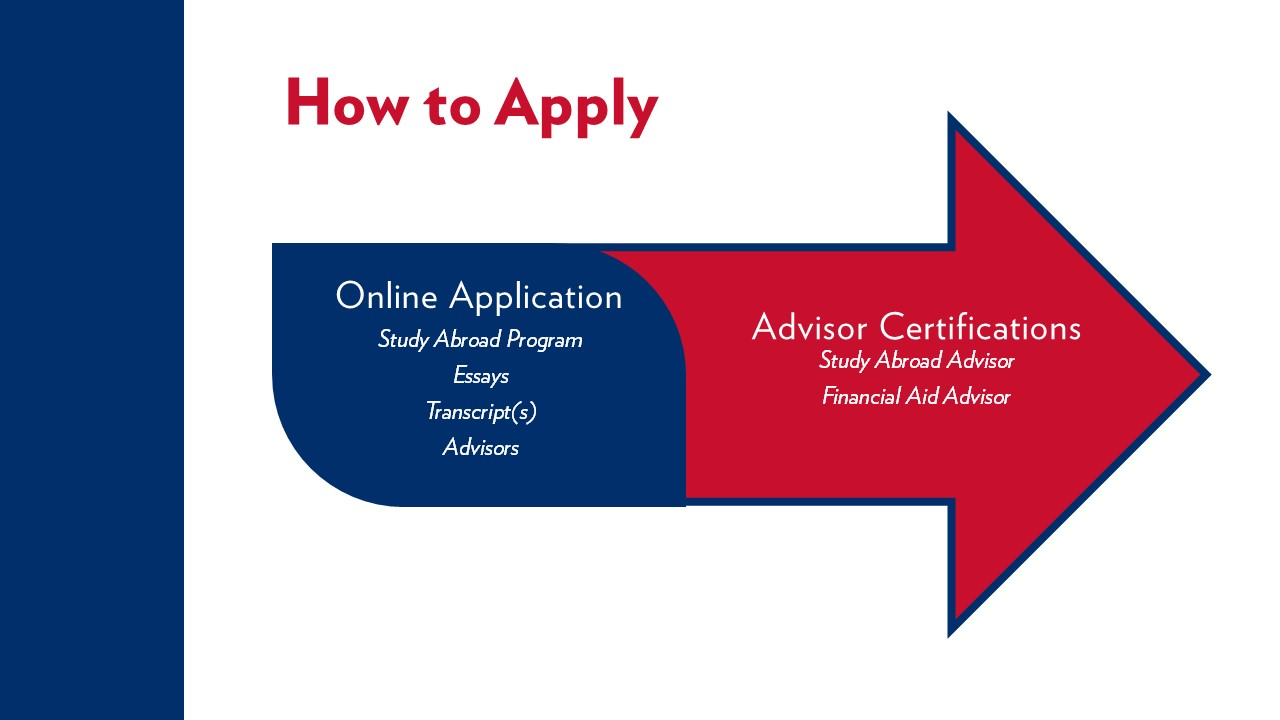 How to Apply
Online Application
Study Abroad Program
Essays
Transcript(s)
Advisors
Advisor Certifications
Study Abroad Advisor
Financial Aid Advisor